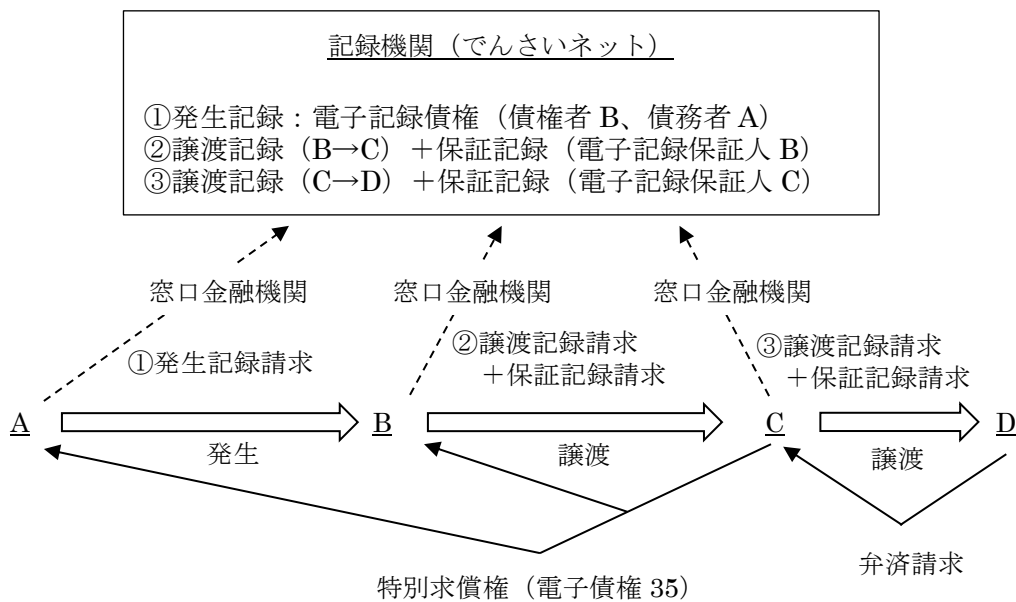 記録機関（でんさいネット）
①発生記録：電子記録債権（債権者 B、債務者 A）
②譲渡記録（B→C）＋保証記録（電子記録保証人 B）
③譲渡記録（C→D）＋保証記録（電子記録保証人 C）
窓口金融機関
窓口金融機関
窓口金融機関
①発生記録請求
②譲渡記録請求
＋保証記録請求
③譲渡記録請求
＋保証記録請求
A
B
C
D
発生
譲渡
譲渡
弁済請求
特別求償権（電子債権 35）